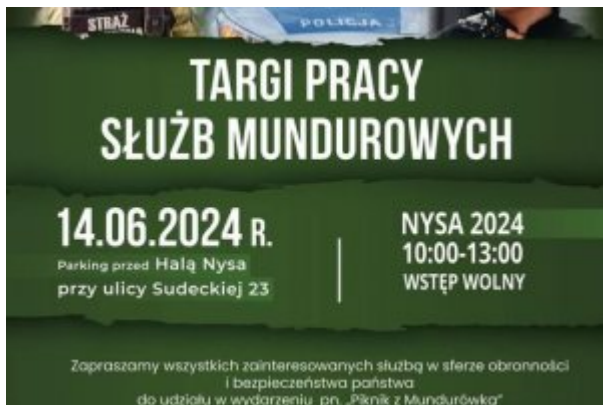 STRAŻ
POLICJA
TARGI PRACY
SŁUŻB MUNDUROWYCH
14.06.2024 R.
Parking przed Halą Nysa
przy ulicy Sudeckiej 23
NYSA 2024
10:00-13:00
WSTĘP WOLNY
Zapraszamy wszystkich zainteresowanych służbą w sferze obronności
i bezpieczeństwa państwa
do udziału w wydarzeniu pn. „Piknik z Mundurówką”